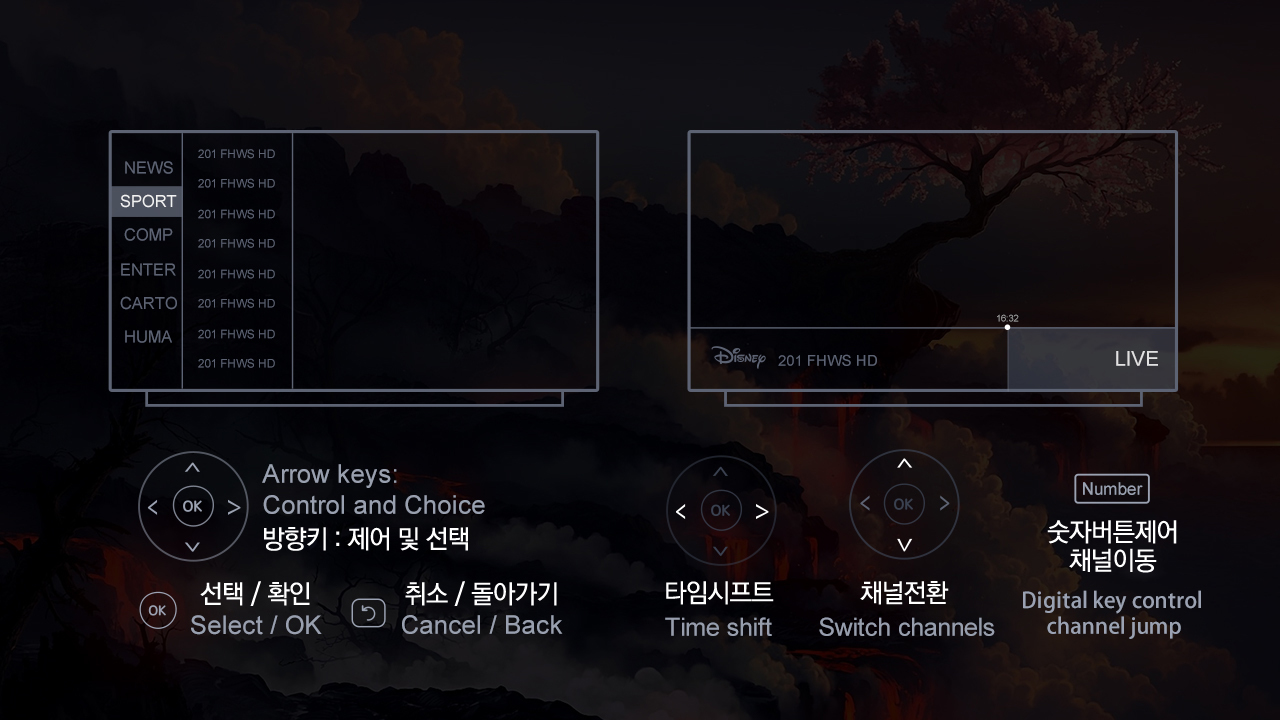 NEWS
SPORT
COMP
ENTER
CARTO
HUMA
201 FHWS HD
201 FHWS HD
201 FHWS HD
201 FHWS HD
201 FHWS HD
201 FHWS HD
201 FHWS HD
201 FHWS HD
16:32
Disney 201 FHWS HD
LIVE
OK
Arrow keys:
Control and Choice
방향키 : 제어 및 선택
OK
선택 / 확인
Select / OK
취소 / 돌아가기
Cancel / Back
OK
타임시프트
Time shift
OK
채널전환
Switch channels
Number
숫자버튼제어
채널이동
Digital key control
channel jump